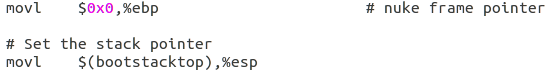 movl    $0x0,%ebp                               # nuke frame pointer
# Set the stack pointer
movl    $(bootstacktop),%esp